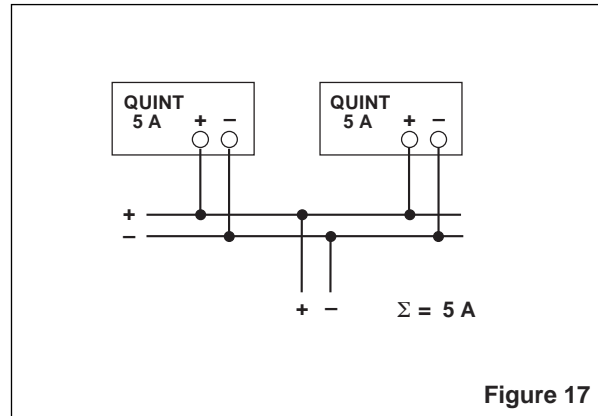 QUINT
5 A + −
QUINT
5 A + −
+
−
+ − Σ = 5 A
Figure 17